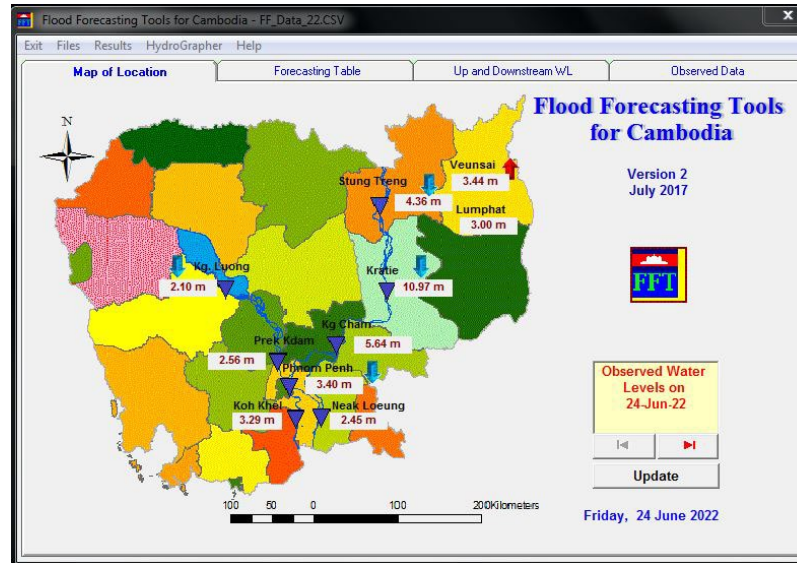 Flood Forecasting Tools for Cambodia - FF_Data_22.CSV
x
Exit Files Results HydroGrapher Help
Map of Location
Forecasting Table
Up and Downstream WL
Observed Data
Flood Forecasting Tools
for Cambodia
Version 2
July 2017
FFT
N
Veunsai
3.44 m
Stung Treng
4.36 m
Lumphat
3.00 m
Kg. Luong
2.10 m
Kratie
10.97 m
Kg Cham
5.64 m
Prek Kdam
2.56 m
Phnom Penh
3.40 m
Koh Khel
3.29 m
Neak Loeung
2.45 m
Observed Water
Levels on
24-Jun-22
Update
100 50 0 100 200Kilometers
Friday, 24 June 2022